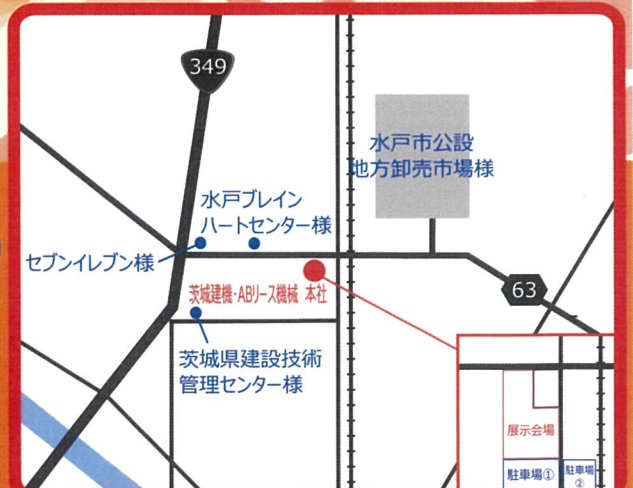 349
水戸市公設
地方卸売市場様
水戸ブレイン
ハートセンター様
セブンイレブン様
茨城建機・ABリース機械 本社
63
茨城県建設技術
管理センター様
展示会場
駐車場①
駐車場
②